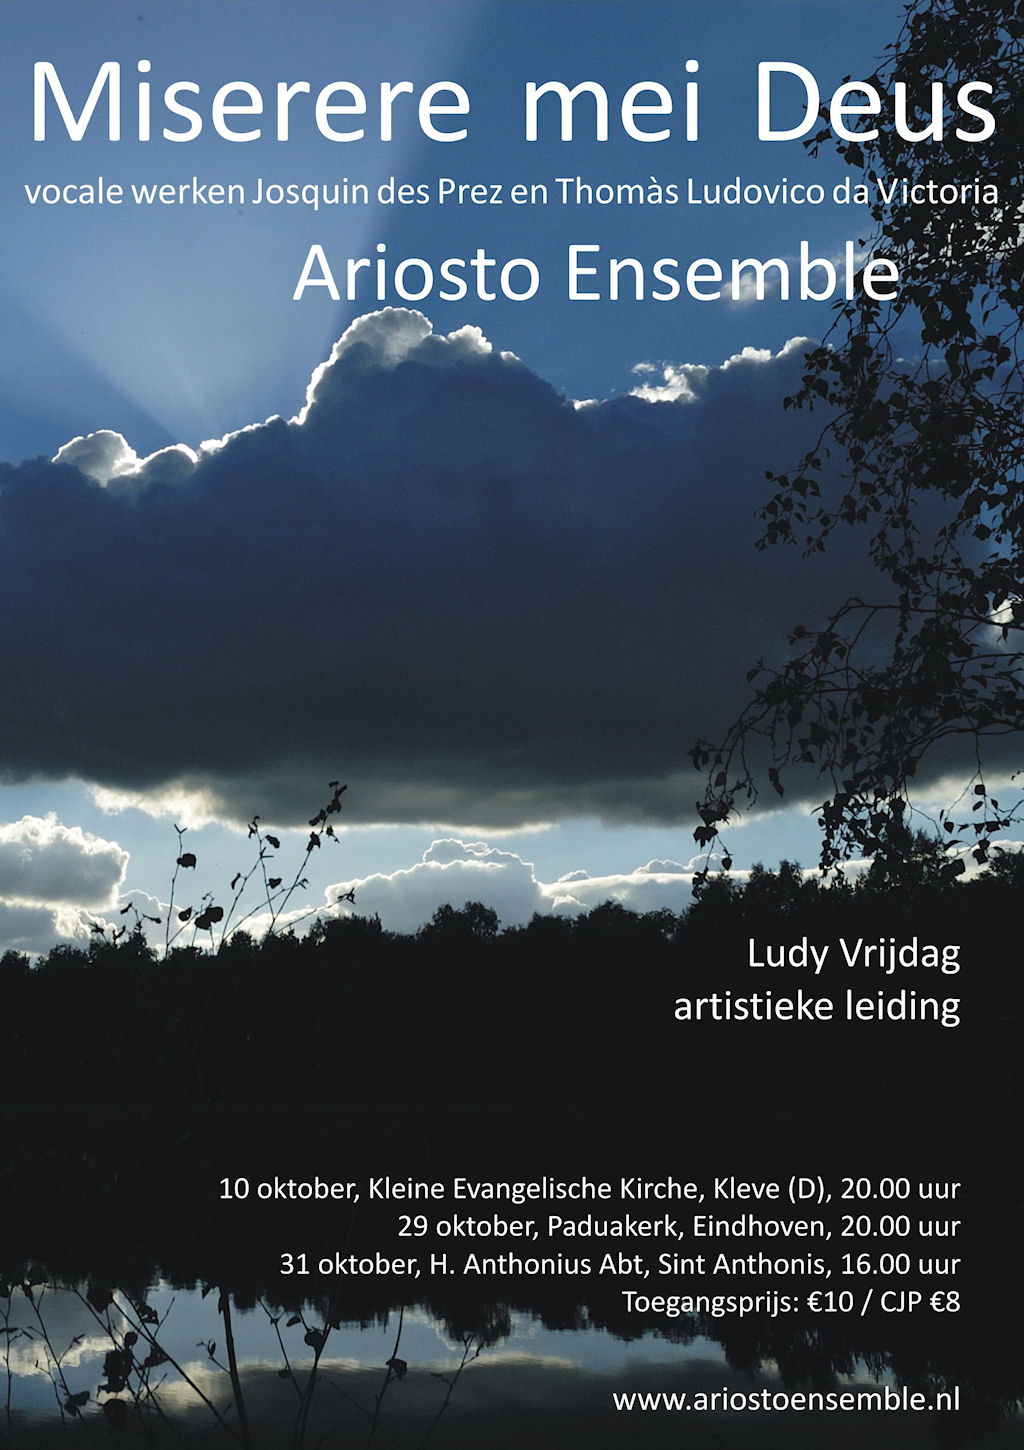 Miserere mei Deus
vocale werken Josquin des Prez en Thomàs Ludovico da Victoria
Ariosto Ensemble
Ludy Vrijdag
artistieke leiding
10 oktober, Kleine Evangelische Kirche, Kleve (D), 20.00 uur
29 oktober, Paduakerk, Eindhoven, 20.00 uur
31 oktober, H. Anthonius Abt, Sint Anthonis, 16.00 uur
Toegangsprijs: €10 / CJP €8
www.ariostoensemble.nl